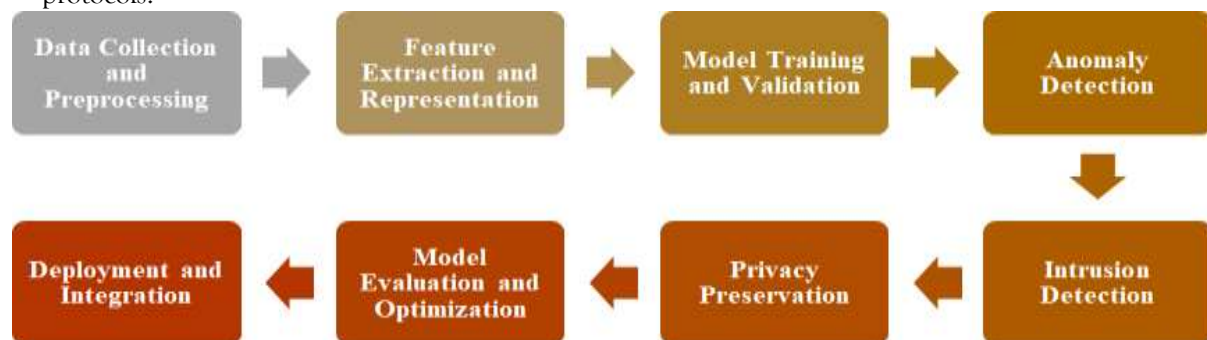 protocols.
Data Collection
and
Preprocessing
Feature
Extraction and
Representation
Model Training
and Validation
Anomaly
Detection
Intrusion
Detection
Privacy
Preservation
Model
Evaluation and
Optimization
Deployment and
Integration